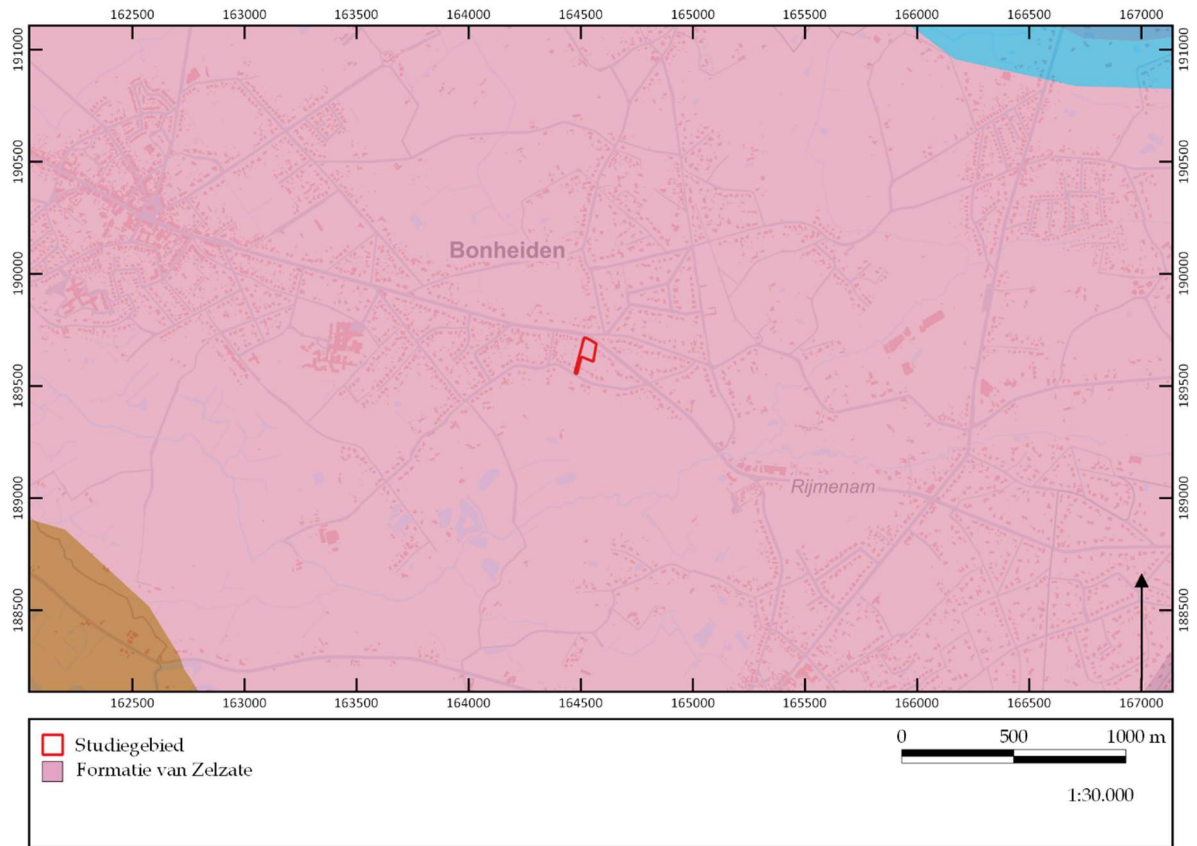 162500 163000 163500 164000 164500 165000 165500 166000 166500 167000
191000 191000
190500 190500
Bonheiden
190000 190000
189500 189500
Rijmenam
189000 189000
188500 188500
162500 163000 163500 164000 164500 165000 165500 166000 166500 167000
Studiegebied
Formatie van Zelzate
0 500 1000 m
1:30.000